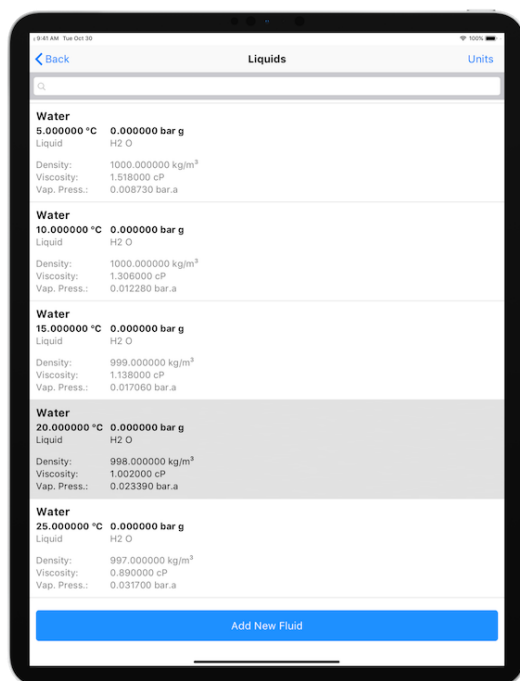 9:41 AM Tue Oct 30
100%
Back
Liquids
Units
Water
5.000000 °C 0.000000 bar g
Liquid H2 O
Density: 1000.000000 kg/m³
Viscosity: 1.518000 cP
Vap. Press.: 0.008730 bar.a
Water
10.000000 °C 0.000000 bar g
Liquid H2 O
Density: 1000.000000 kg/m³
Viscosity: 1.306000 cP
Vap. Press.: 0.012280 bar.a
Water
15.000000 °C 0.000000 bar g
Liquid H2 O
Density: 999.000000 kg/m³
Viscosity: 1.138000 cP
Vap. Press.: 0.017060 bar.a
Water
20.000000 °C 0.000000 bar g
Liquid H2 O
Density: 998.000000 kg/m³
Viscosity: 1.002000 cP
Vap. Press.: 0.023390 bar.a
Water
25.000000 °C 0.000000 bar g
Liquid H2 O
Density: 997.000000 kg/m³
Viscosity: 0.890000 cP
Vap. Press.: 0.031700 bar.a
Add New Fluid